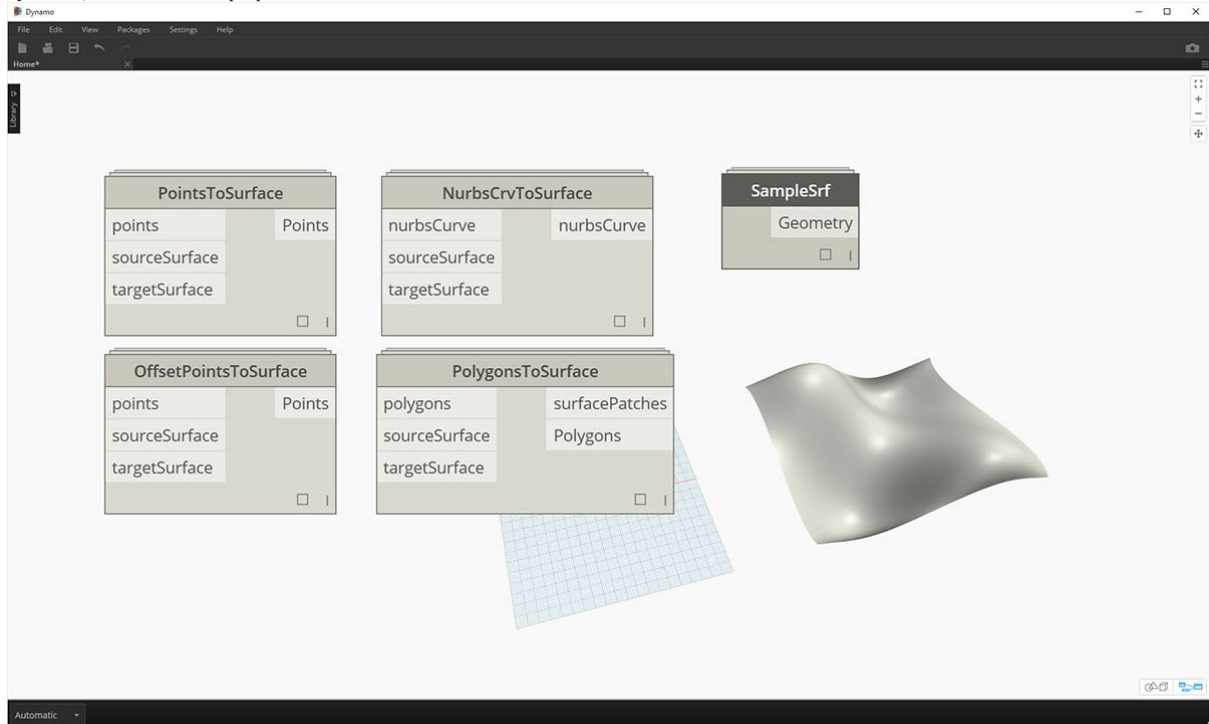 Dynamo
File Edit View Packages Settings Help
Home*
Library
PointsToSurface
points Points
sourceSurface
targetSurface
NurbsCrvToSurface
nurbsCurve nurbsCurve
sourceSurface
targetSurface
SampleSrf
Geometry
OffsetPointsToSurface
points Points
sourceSurface
targetSurface
PolygonsToSurface
polygons surfacePatches
sourceSurface Polygons
targetSurface
Automatic